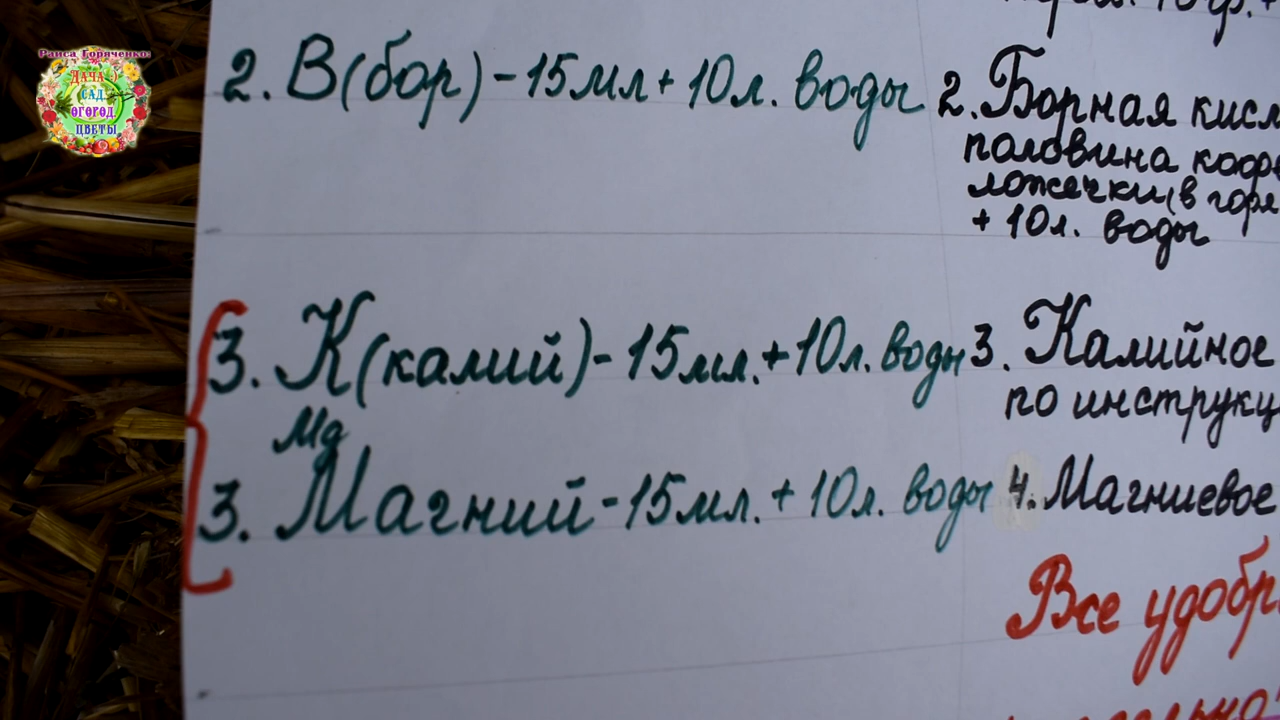 Раиса Горяченко:
ДАЧА
САД
ОГОРОД
ЦВЕТЫ
2. В(бор) - 15мл + 10л. воды
3. К(калий) - 15мл. + 10л. воды
Mg
3. Магний - 15мл. + 10л. воды
2. Борная кисл
половина кофе
ложечки (в горя
+ 10л. воды
3. Калийное
по инструкц
4. Магниевое
Все удобр